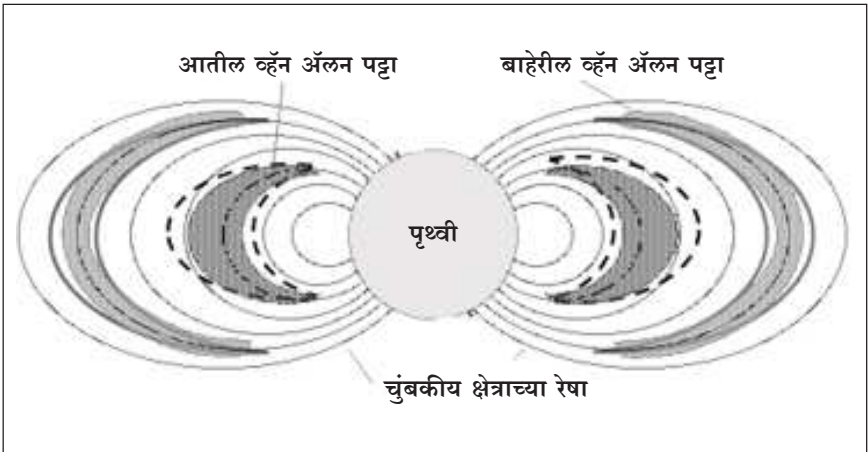 आतील व्हॅन ॲलन पट्टा
बाहेरील व्हॅन ॲलन पट्टा
पृथ्वी
चुंबकीय क्षेत्राच्या रेषा